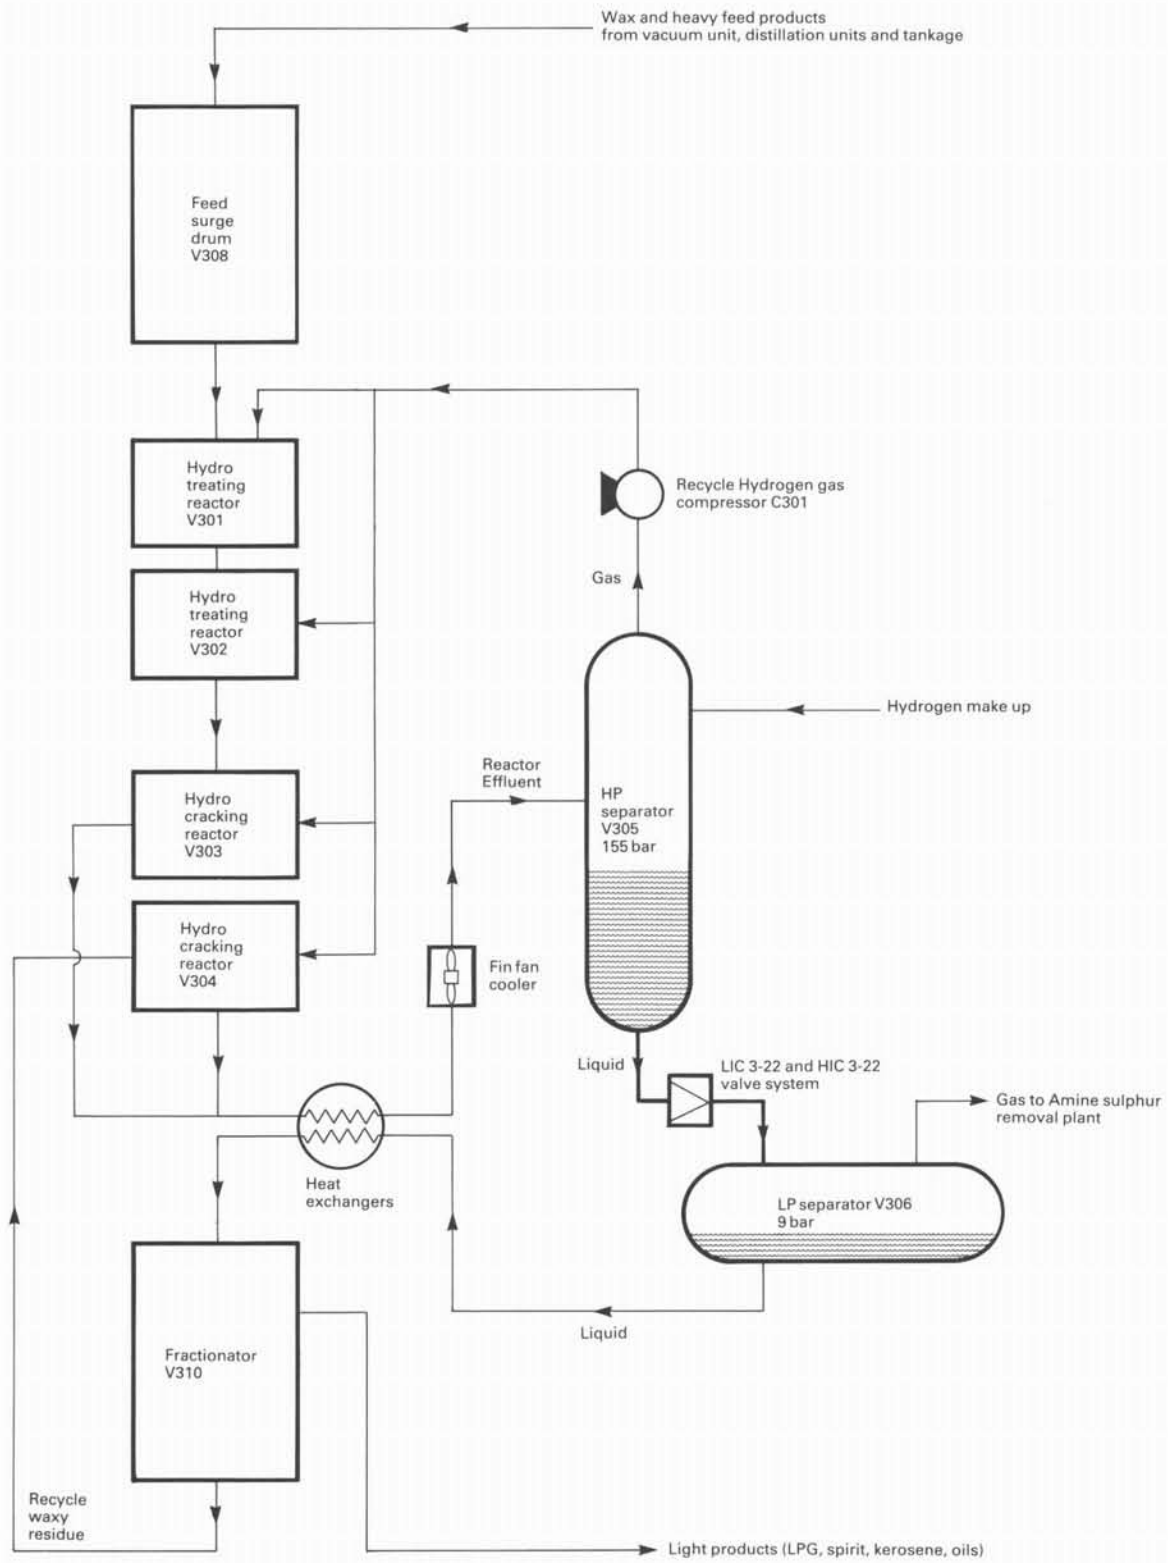 Wax and heavy feed products
from vacuum unit, distillation units and tankage
Feed
surge
drum
V308
Hydro
treating
reactor
V301
Recycle Hydrogen gas
compressor C301
Gas
Hydro
treating
reactor
V302
Hydrogen make up
Reactor
Effluent
Hydro
cracking
reactor
V303
HP
separator
V305
155 bar
Hydro
cracking
reactor
V304
Fin fan
cooler
Liquid
LIC 3-22 and HIC 3-22
valve system
Gas to Amine sulphur
removal plant
Heat
exchangers
LP separator V306
9 bar
Liquid
Fractionator
V310
Recycle
waxy
residue
Light products (LPG, spirit, kerosene, oils)